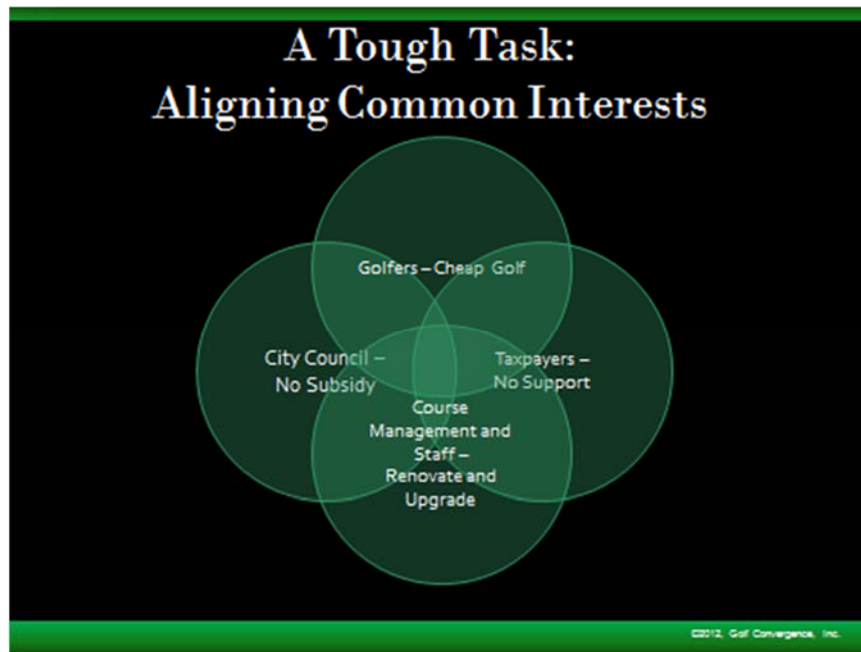 A Tough Task:
Aligning Common Interests
Golfers – Cheap Golf
City Council –
No Subsidy
Taxpayers –
No Support
Course
Management and
Staff –
Renovate and
Upgrade
©2012, Golf Convergence, Inc.